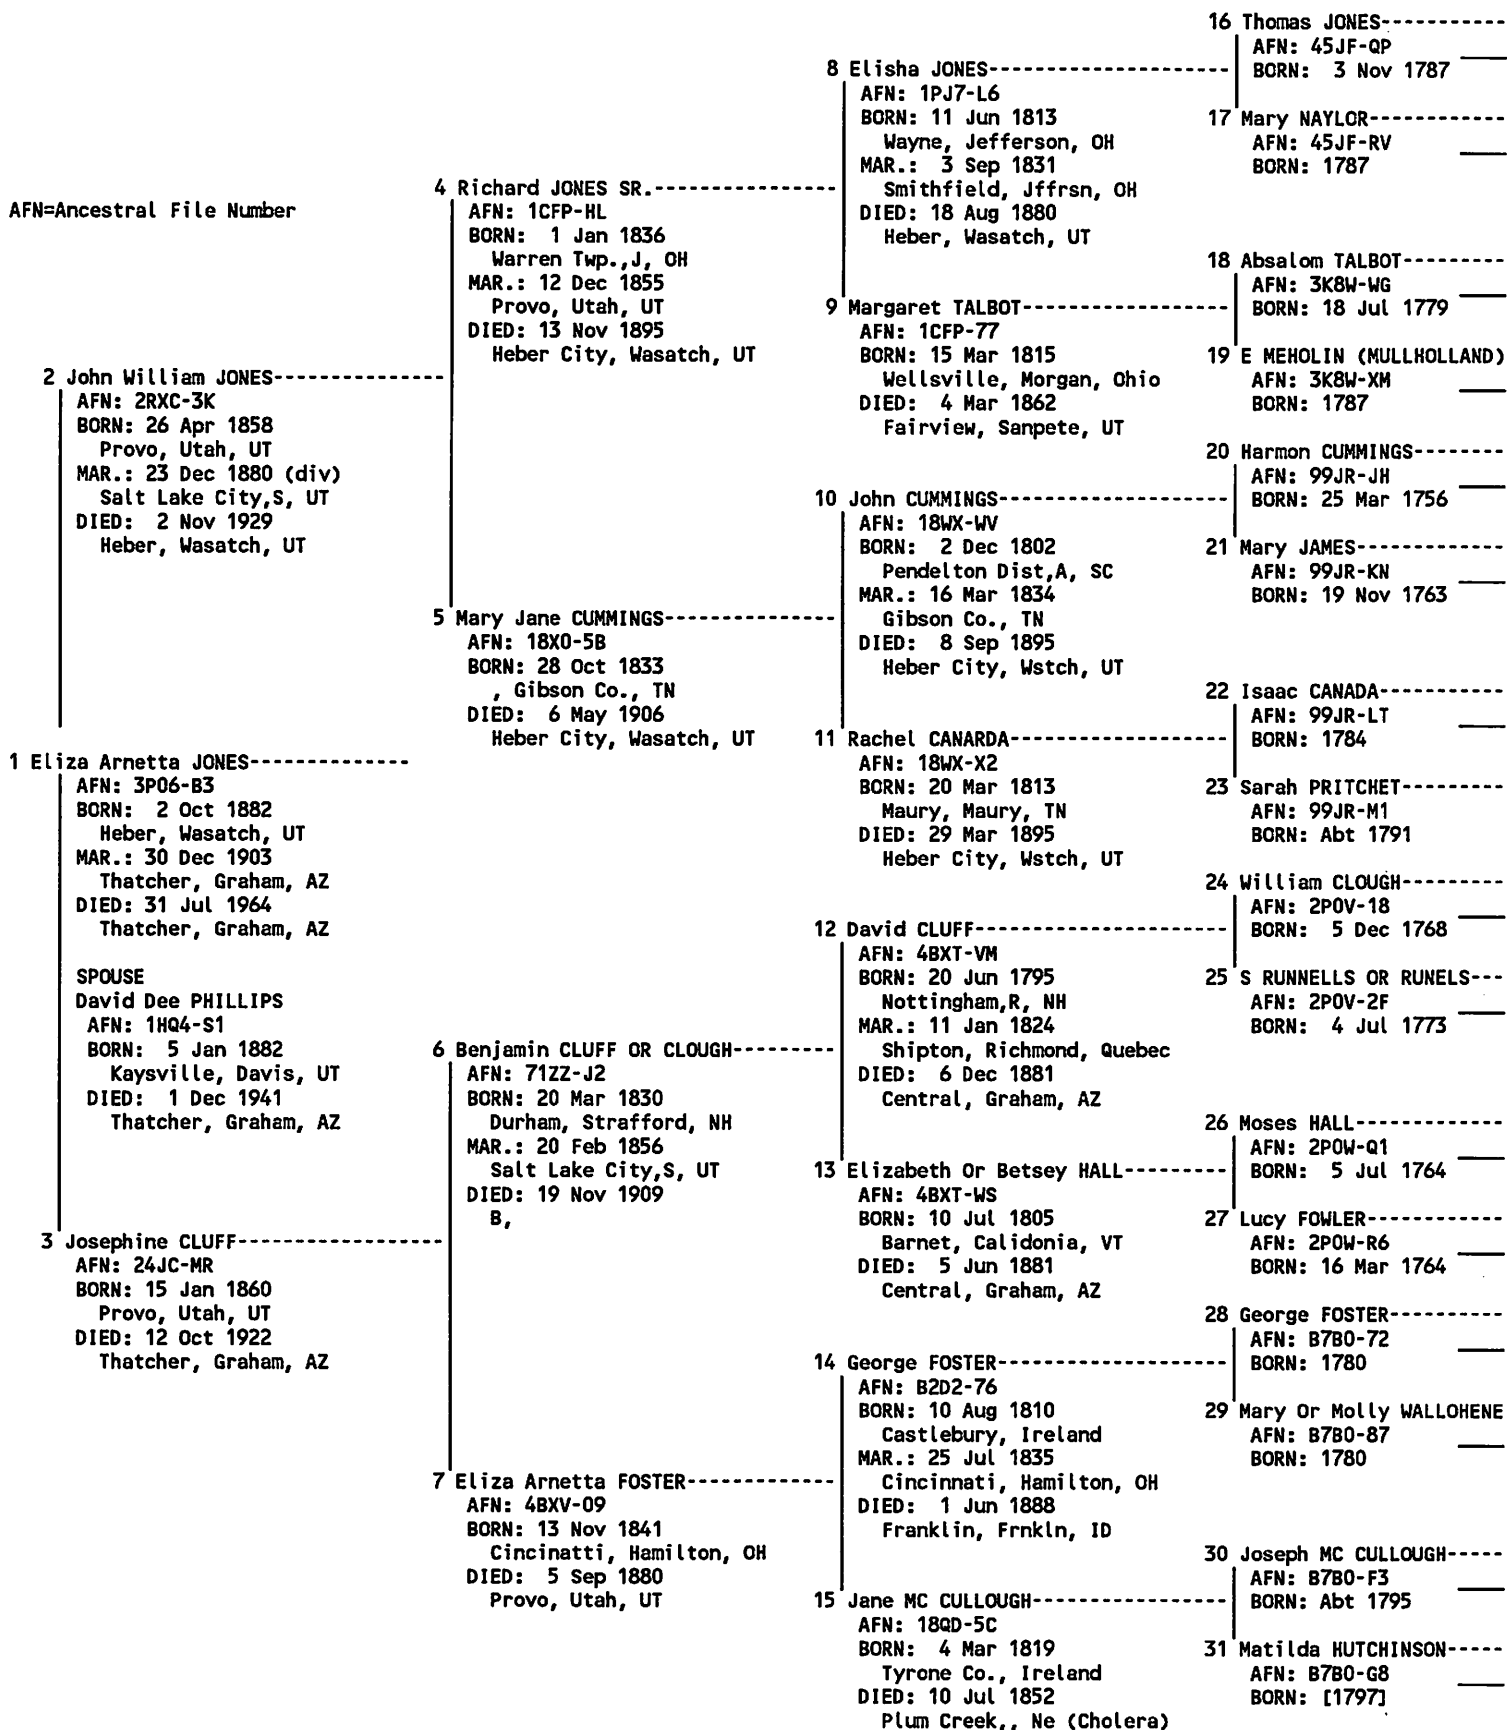 AFN=Ancestral File Number
1 Eliza Arnetta JONES--------------
AFN: 3P06-B3
BORN: 2 Oct 1882
Heber, Wasatch, UT
MAR.: 30 Dec 1903
Thatcher, Graham, AZ
DIED: 31 Jul 1964
Thatcher, Graham, AZ
SPOUSE
David Dee PHILLIPS
AFN: 1HQ4-S1
BORN: 5 Jan 1882
Kaysville, Davis, UT
DIED: 1 Dec 1941
Thatcher, Graham, AZ
2 John William JONES---------------
AFN: 2RXC-3K
BORN: 26 Apr 1858
Provo, Utah, UT
MAR.: 23 Dec 1880 (div)
Salt Lake City,S, UT
DIED: 2 Nov 1929
Heber, Wasatch, UT
3 Josephine CLUFF------------------
AFN: 24JC-MR
BORN: 15 Jan 1860
Provo, Utah, UT
DIED: 12 Oct 1922
Thatcher, Graham, AZ
4 Richard JONES SR.----------------
AFN: 1CFP-HL
BORN: 1 Jan 1836
Warren Twp.,J, OH
MAR.: 12 Dec 1855
Provo, Utah, UT
DIED: 13 Nov 1895
Heber City, Wasatch, UT
5 Mary Jane CUMMINGS---------------
AFN: 18X0-5B
BORN: 28 Oct 1833
, Gibson Co., TN
DIED: 6 May 1906
Heber City, Wasatch, UT
6 Benjamin CLUFF OR CLOUGH---------
AFN: 71ZZ-J2
BORN: 20 Mar 1830
Durham, Strafford, NH
MAR.: 20 Feb 1856
Salt Lake City,S, UT
DIED: 19 Nov 1909
B,
7 Eliza Arnetta FOSTER-------------
AFN: 4BXV-09
BORN: 13 Nov 1841
Cincinatti, Hamilton, OH
DIED: 5 Sep 1880
Provo, Utah, UT
8 Elisha JONES---------------------
AFN: 1PJ7-L6
BORN: 11 Jun 1813
Wayne, Jefferson, OH
MAR.: 3 Sep 1831
Smithfield, Jffrsn, OH
DIED: 18 Aug 1880
Heber, Wasatch, UT
9 Margaret TALBOT------------------
AFN: 1CFP-77
BORN: 15 Mar 1815
Wellsville, Morgan, Ohio
DIED: 4 Mar 1862
Fairview, Sanpete, UT
10 John CUMMINGS--------------------
AFN: 18WX-WV
BORN: 2 Dec 1802
Pendelton Dist,A, SC
MAR.: 16 Mar 1834
Gibson Co., TN
DIED: 8 Sep 1895
Heber City, Wstch, UT
11 Rachel CANARDA-------------------
AFN: 18WX-X2
BORN: 20 Mar 1813
Maury, Maury, TN
DIED: 29 Mar 1895
Heber City, Wstch, UT
12 David CLUFF----------------------
AFN: 4BXT-VM
BORN: 20 Jun 1795
Nottingham,R, NH
MAR.: 11 Jan 1824
Shipton, Richmond, Quebec
DIED: 6 Dec 1881
Central, Graham, AZ
13 Elizabeth Or Betsey HALL---------
AFN: 4BXT-WS
BORN: 10 Jul 1805
Barnet, Calidonia, VT
DIED: 5 Jun 1881
Central, Graham, AZ
14 George FOSTER--------------------
AFN: B2D2-76
BORN: 10 Aug 1810
Castlebury, Ireland
MAR.: 25 Jul 1835
Cincinnati, Hamilton, OH
DIED: 1 Jun 1888
Franklin, Frnkln, ID
15 Jane MC CULLOUGH-----------------
AFN: 18QD-5C
BORN: 4 Mar 1819
Tyrone Co., Ireland
DIED: 10 Jul 1852
Plum Creek,, Ne (Cholera)
16 Thomas JONES-----------
AFN: 45JF-QP
BORN: 3 Nov 1787
17 Mary NAYLOR------------
AFN: 45JF-RV
BORN: 1787
18 Absalom TALBOT---------
AFN: 3K8W-WG
BORN: 18 Jul 1779
19 E MEHOLIN (MULLHOLLAND)
AFN: 3K8W-XM
BORN: 1787
20 Harmon CUMMINGS--------
AFN: 99JR-JH
BORN: 25 Mar 1756
21 Mary JAMES-------------
AFN: 99JR-KN
BORN: 19 Nov 1763
22 Isaac CANADA-----------
AFN: 99JR-LT
BORN: 1784
23 Sarah PRITCHET---------
AFN: 99JR-M1
BORN: Abt 1791
24 William CLOUGH---------
AFN: 2P0V-18
BORN: 5 Dec 1768
25 S RUNNELLS OR RUNELS---
AFN: 2P0V-2F
BORN: 4 Jul 1773
26 Moses HALL-------------
AFN: 2P0W-Q1
BORN: 5 Jul 1764
27 Lucy FOWLER------------
AFN: 2P0W-R6
BORN: 16 Mar 1764
28 George FOSTER----------
AFN: B7B0-72
BORN: 1780
29 Mary Or Molly WALLOHENE
AFN: B7B0-87
BORN: 1780
30 Joseph MC CULLOUGH-----
AFN: B7B0-F3
BORN: Abt 1795
31 Matilda HUTCHINSON-----
AFN: B7B0-G8
BORN: [1797]